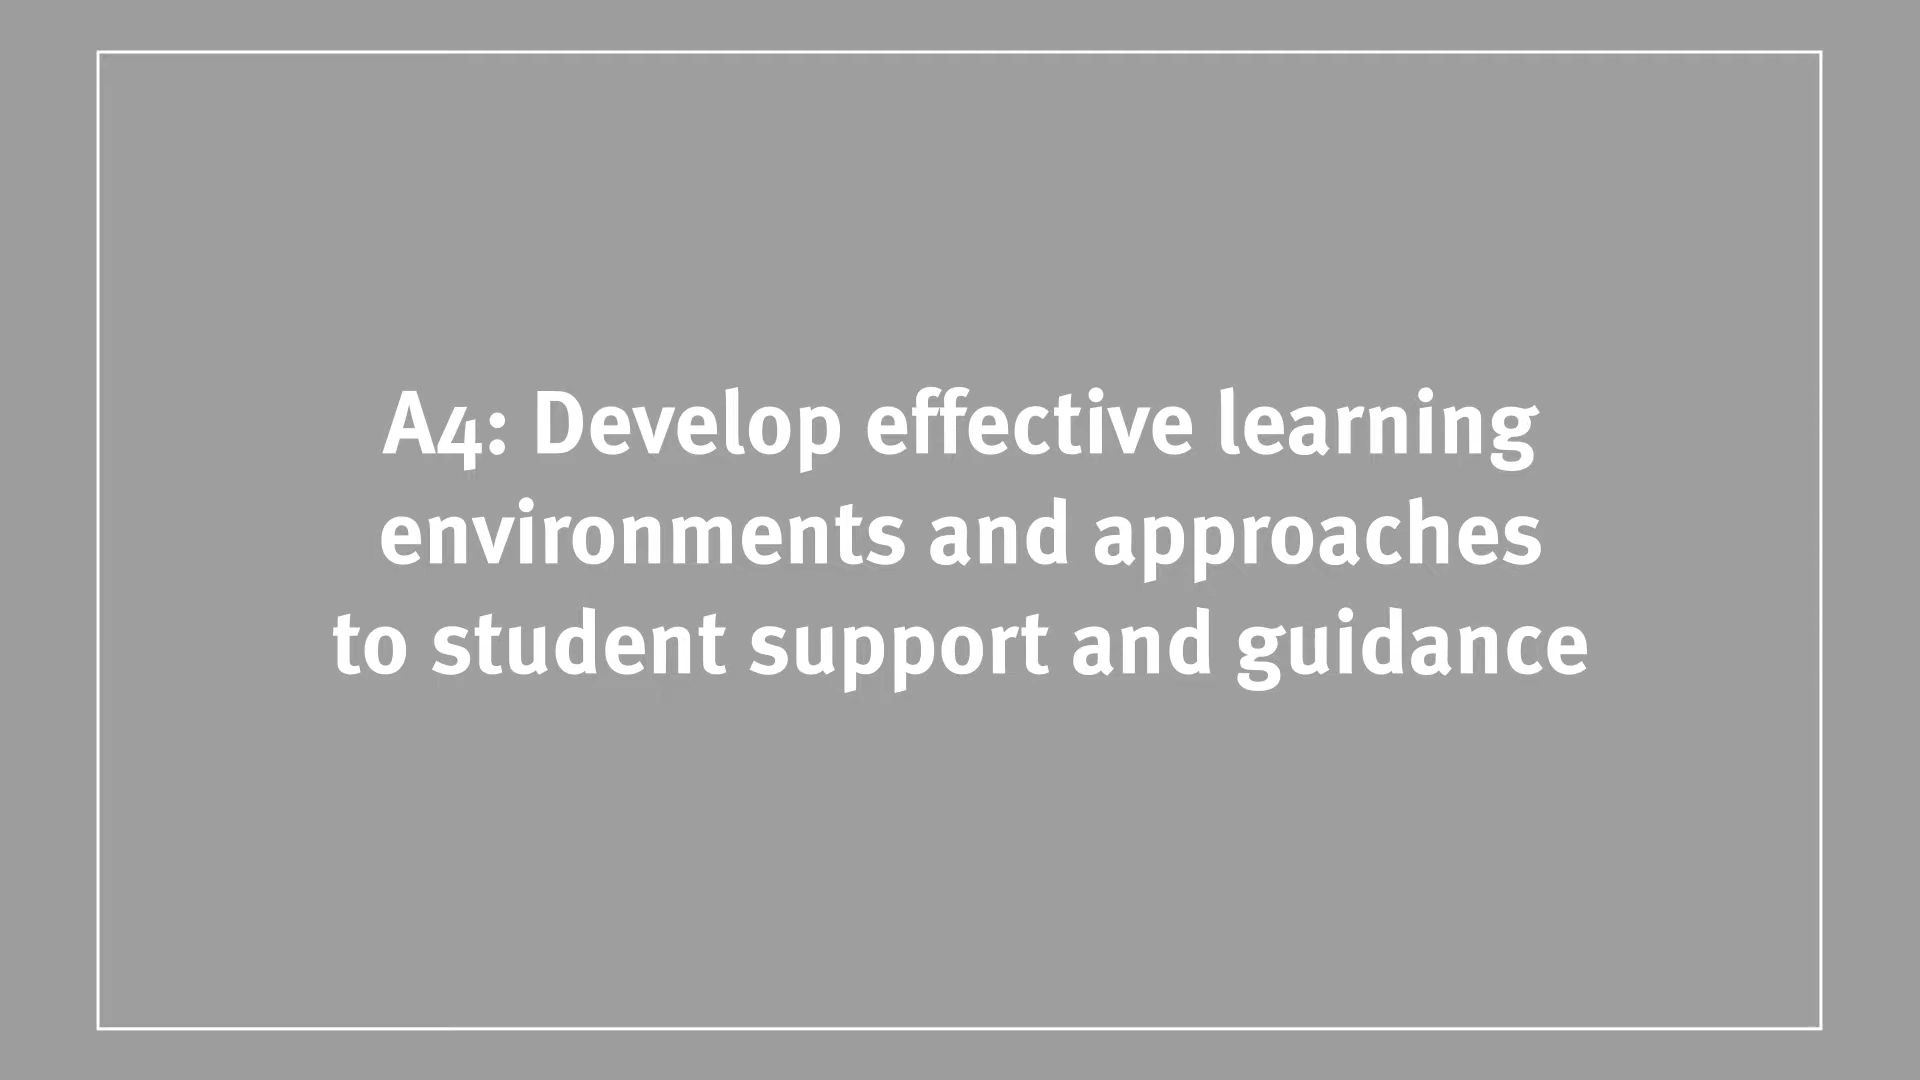 A4: Develop effective learning
environments and approaches
to student support and guidance